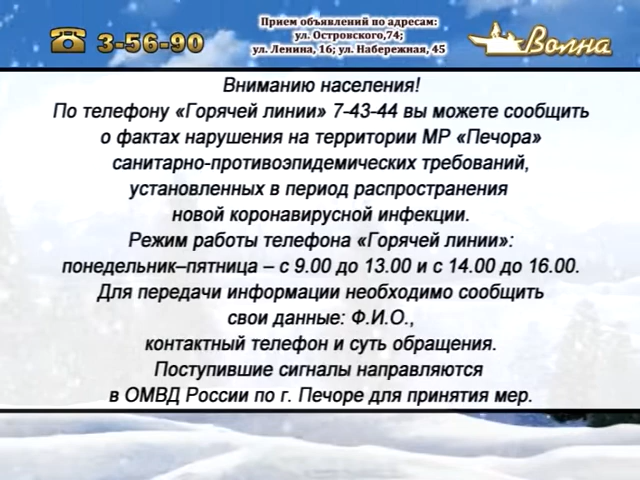 ☎ 3-56-90
Прием объявлений по адресам:
ул. Островского,74;
ул. Ленина, 16; ул. Набережная, 45
Волна
Вниманию населения!
По телефону «Горячей линии» 7-43-44 вы можете сообщить
о фактах нарушения на территории МР «Печора»
санитарно-противоэпидемических требований,
установленных в период распространения
новой коронавирусной инфекции.
Режим работы телефона «Горячей линии»:
понедельник–пятница – с 9.00 до 13.00 и с 14.00 до 16.00.
Для передачи информации необходимо сообщить
свои данные: Ф.И.О.,
контактный телефон и суть обращения.
Поступившие сигналы направляются
в ОМВД России по г. Печоре для принятия мер.